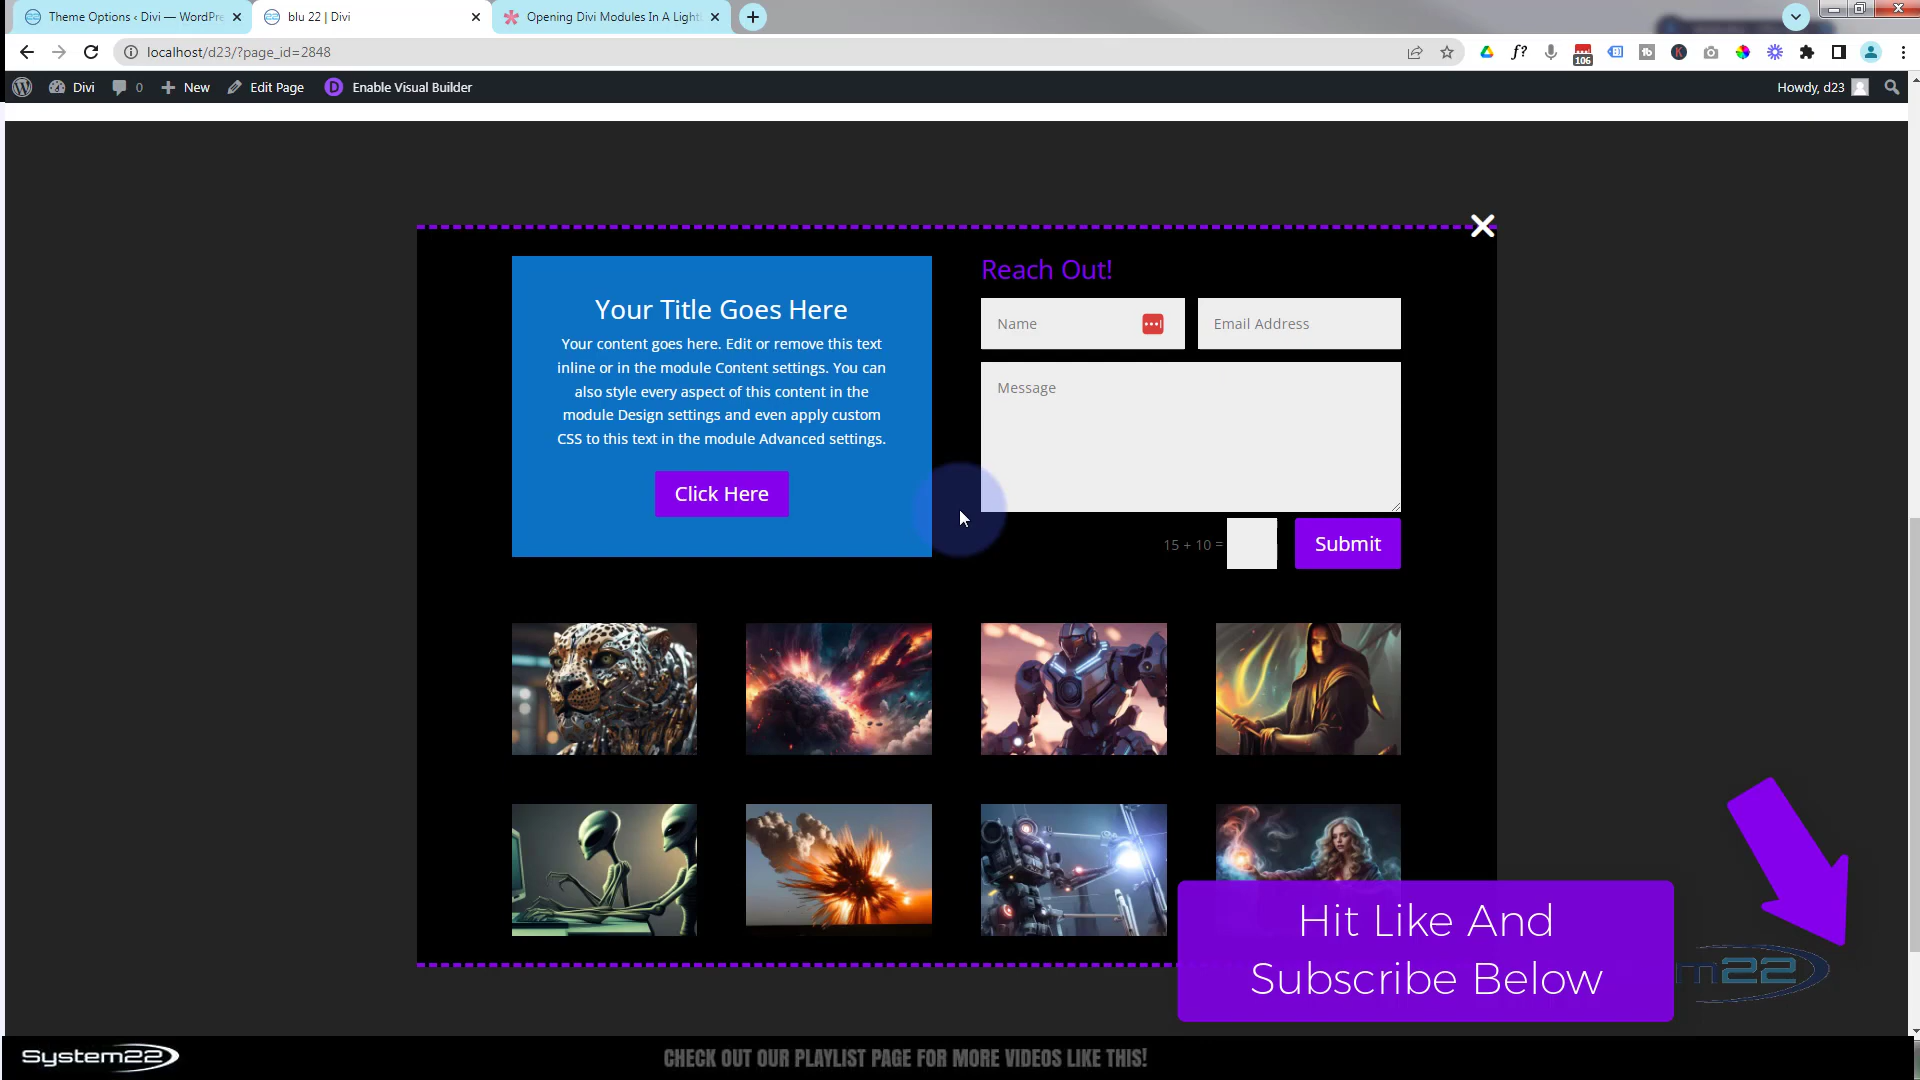 Theme Options ‹ Divi — WordPre
blu 22 | Divi
Opening Divi Modules In A Light
localhost/d23/?page_id=2848
f?
106
tb
K
Divi
0
New
Edit Page
D
Enable Visual Builder
Howdy, d23
Your Title Goes Here
Your content goes here. Edit or remove this text
inline or in the module Content settings. You can
also style every aspect of this content in the
module Design settings and even apply custom
CSS to this text in the module Advanced settings.
Click Here
Reach Out!
Name
Email Address
Message
15 + 10 =
Submit
Hit Like And
Subscribe Below
m22
System22
CHECK OUT OUR PLAYLIST PAGE FOR MORE VIDEOS LIKE THIS!